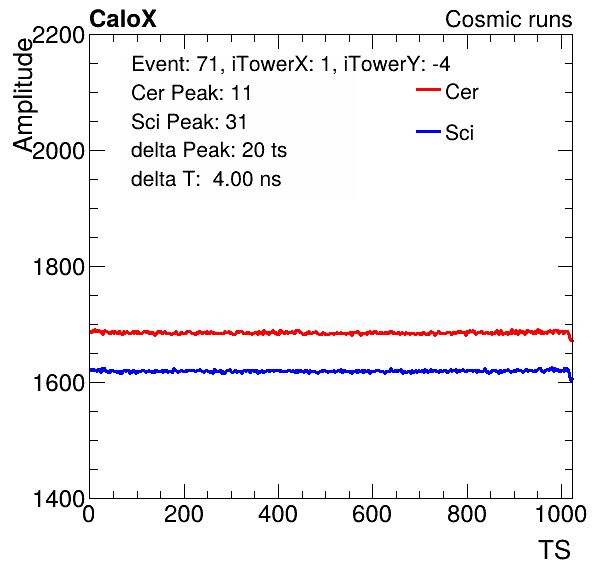 CaloX
Cosmic runs
Event: 71, iTowerX: 1, iTowerY: -4
Cer Peak: 11
Sci Peak: 31
delta Peak: 20 ts
delta T:  4.00 ns
Cer
Sci
Amplitude
2200
2000
1800
1600
1400
0 200 400 600 800 1000
TS